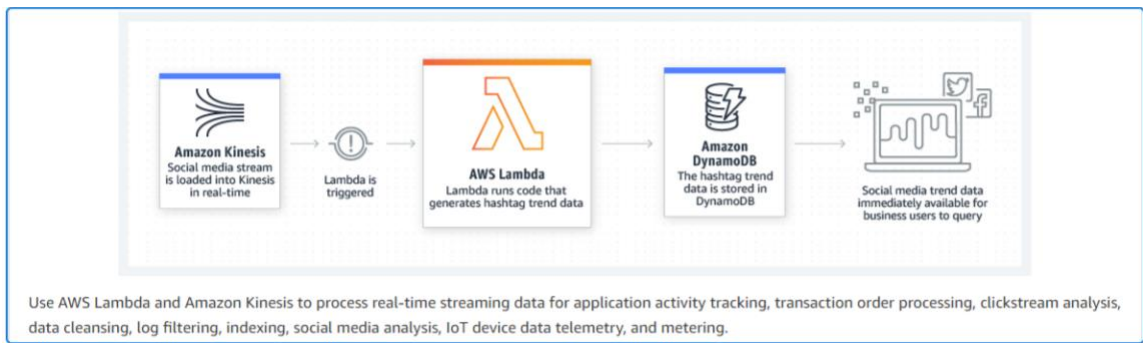 Amazon Kinesis
Social media stream
is loaded into Kinesis
in real-time
Lambda is
triggered
AWS Lambda
Lambda runs code that
generates hashtag trend data
Amazon
DynamoDB
The hashtag trend
data is stored in
DynamoDB
Social media trend data
immediately available for
business users to query
Use AWS Lambda and Amazon Kinesis to process real-time streaming data for application activity tracking, transaction order processing, clickstream analysis,
data cleansing, log filtering, indexing, social media analysis, IoT device data telemetry, and metering.